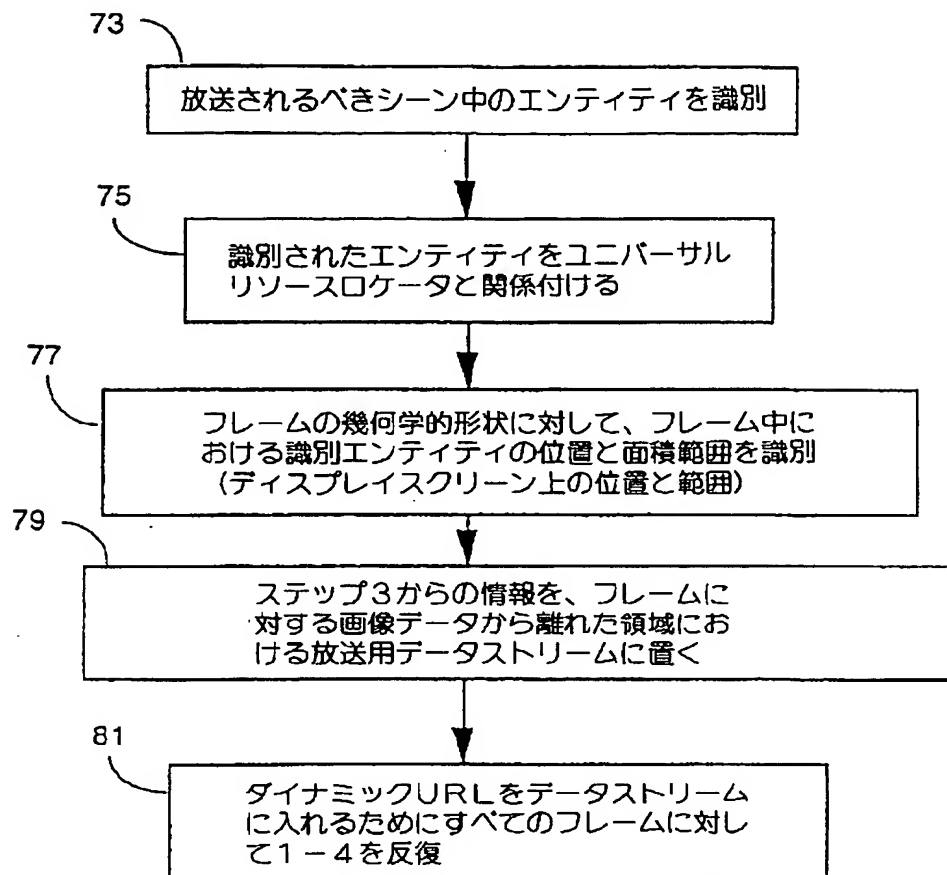 73
放送されるべきシーン中のエンティティを識別
75
識別されたエンティティをユニバーサル
リソースロケータと関係付ける
77
フレームの幾何学的形状に対して、フレーム中に
おける識別エンティティの位置と面積範囲を識別
(ディスプレイスクリーン上の位置と範囲)
79
ステップ3からの情報を、フレームに
対する画像データから離れた領域にお
ける放送用データストリームに置く
81
ダイナミックURLをデータストリーム
に入れるためにすべてのフレームに対し
て1-4を反復